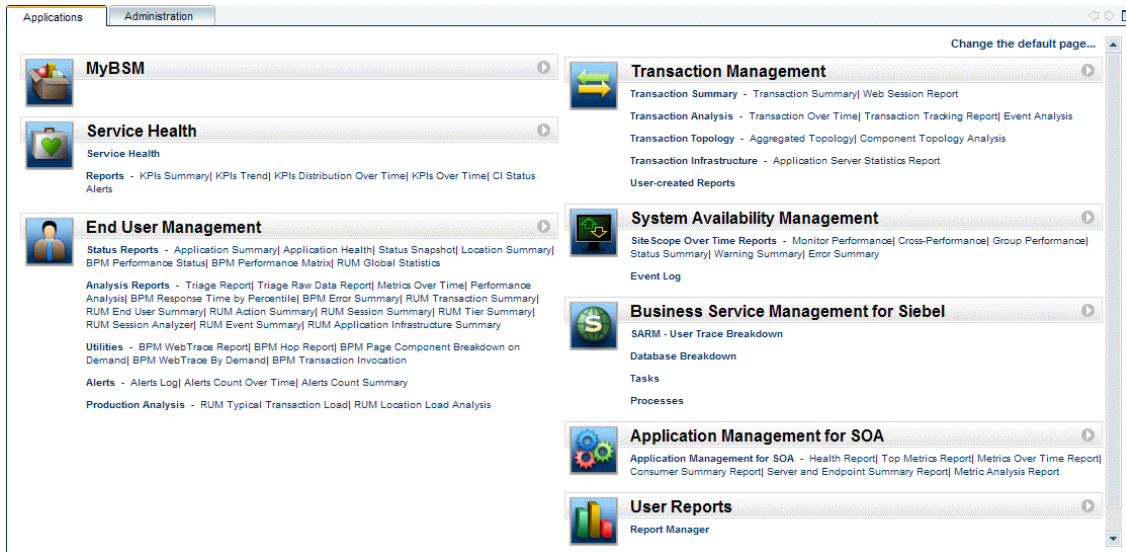 Applications
Administration
Change the default page...
MyBSM
Service Health
Service Health
Reports - KPIs Summary| KPIs Trend| KPIs Distribution Over Time| KPIs Over Time| CI Status
Alerts
End User Management
Status Reports - Application Summary| Application Health| Status Snapshot| Location Summary|
BPM Performance Status| BPM Performance Matrix| RUM Global Statistics
Analysis Reports - Triage Report| Triage Raw Data Report| Metrics Over Time| Performance
Analysis| BPM Response Time by Percentile| BPM Error Summary| RUM Transaction Summary|
RUM End User Summary| RUM Action Summary| RUM Session Summary| RUM Tier Summary|
RUM Session Analyzer| RUM Event Summary| RUM Application Infrastructure Summary
Utilities - BPM WebTrace Report| BPM Hop Report| BPM Page Component Breakdown on
Demand| BPM WebTrace By Demand| BPM Transaction Invocation
Alerts - Alerts Log| Alerts Count Over Time| Alerts Count Summary
Production Analysis - RUM Typical Transaction Load| RUM Location Load Analysis
Transaction Management
Transaction Summary - Transaction Summary| Web Session Report
Transaction Analysis - Transaction Over Time| Transaction Tracking Report| Event Analysis
Transaction Topology - Aggregated Topology| Component Topology Analysis
Transaction Infrastructure - Application Server Statistics Report
User-created Reports
System Availability Management
SiteScope Over Time Reports - Monitor Performance| Cross-Performance| Group Performance|
Status Summary| Warning Summary| Error Summary
Event Log
S
Business Service Management for Siebel
SARM - User Trace Breakdown
Database Breakdown
Tasks
Processes
Application Management for SOA
Application Management for SOA - Health Report| Top Metrics Report| Metrics Over Time Report|
Consumer Summary Report| Server and Endpoint Summary Report| Metric Analysis Report
User Reports
Report Manager